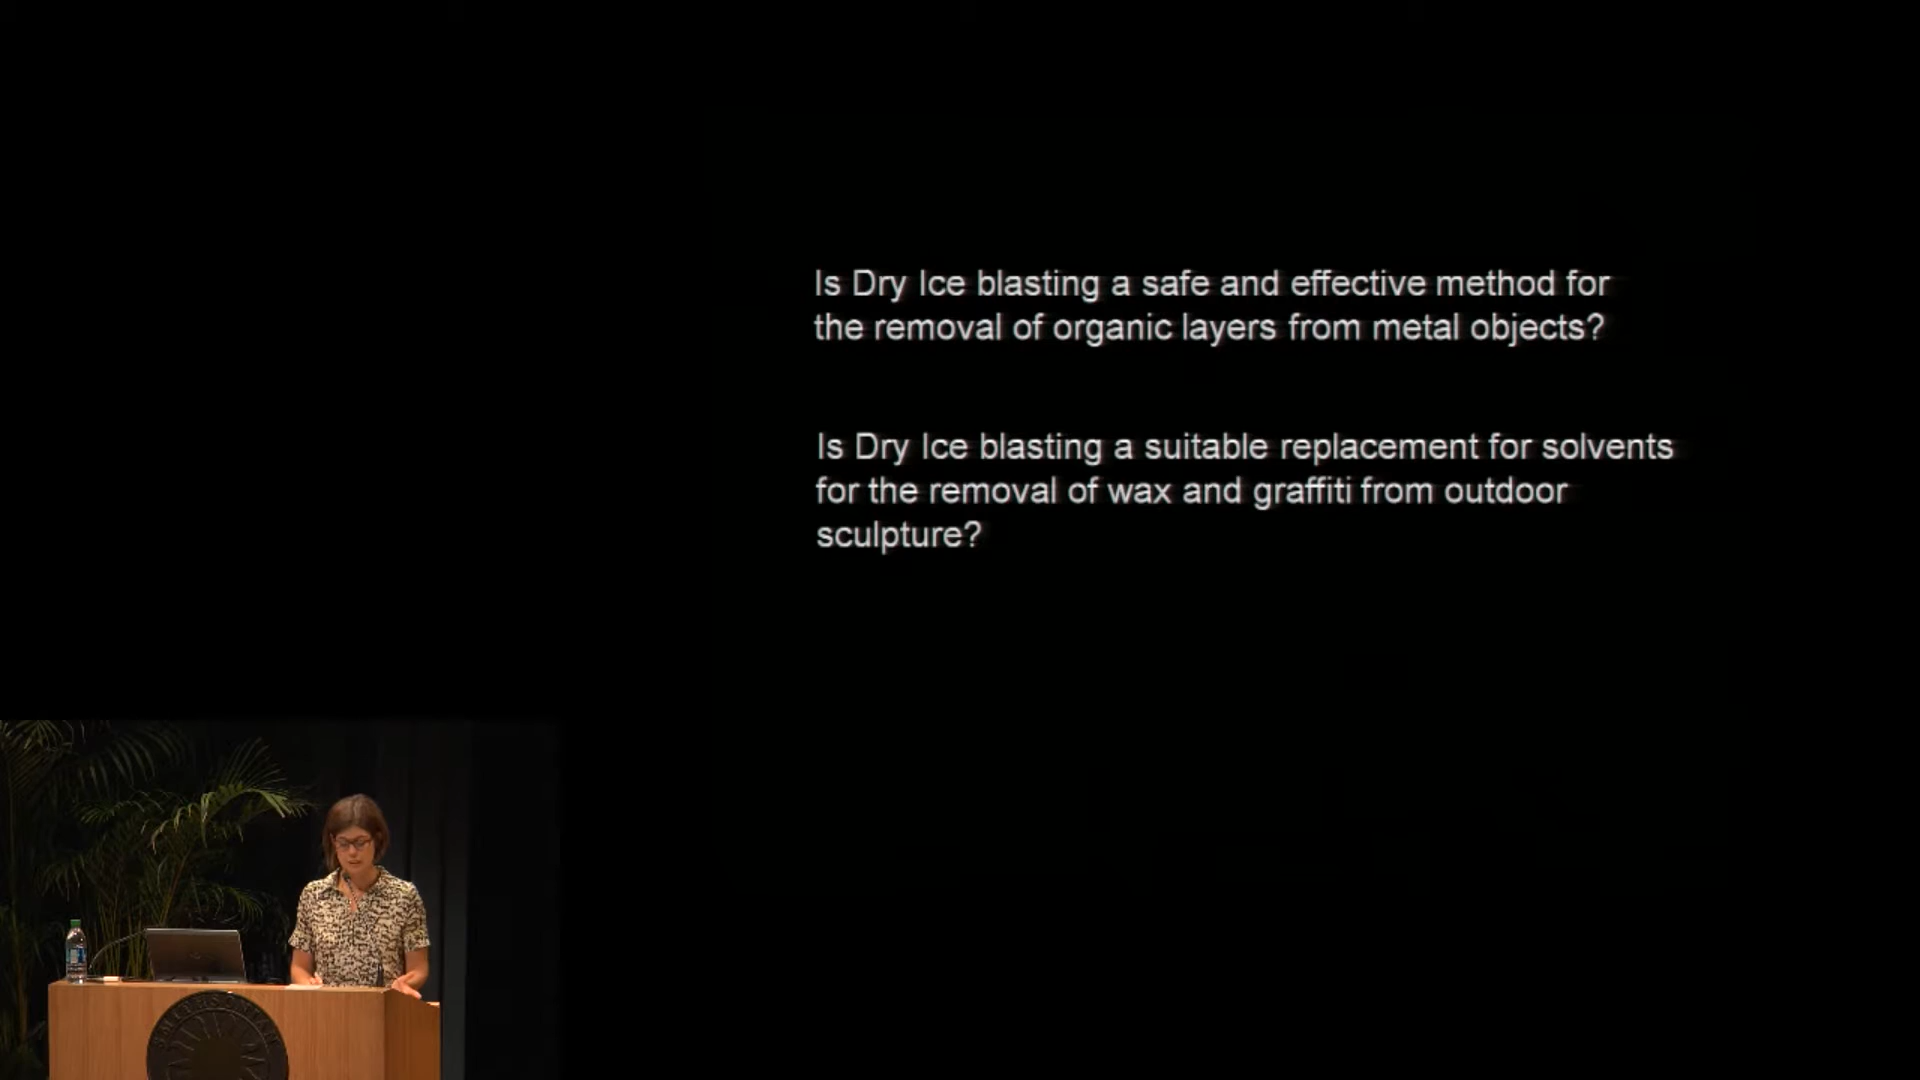 Is Dry Ice blasting a safe and effective method for
the removal of organic layers from metal objects?
Is Dry Ice blasting a suitable replacement for solvents
for the removal of wax and graffiti from outdoor
sculpture?
SMITHSONIAN